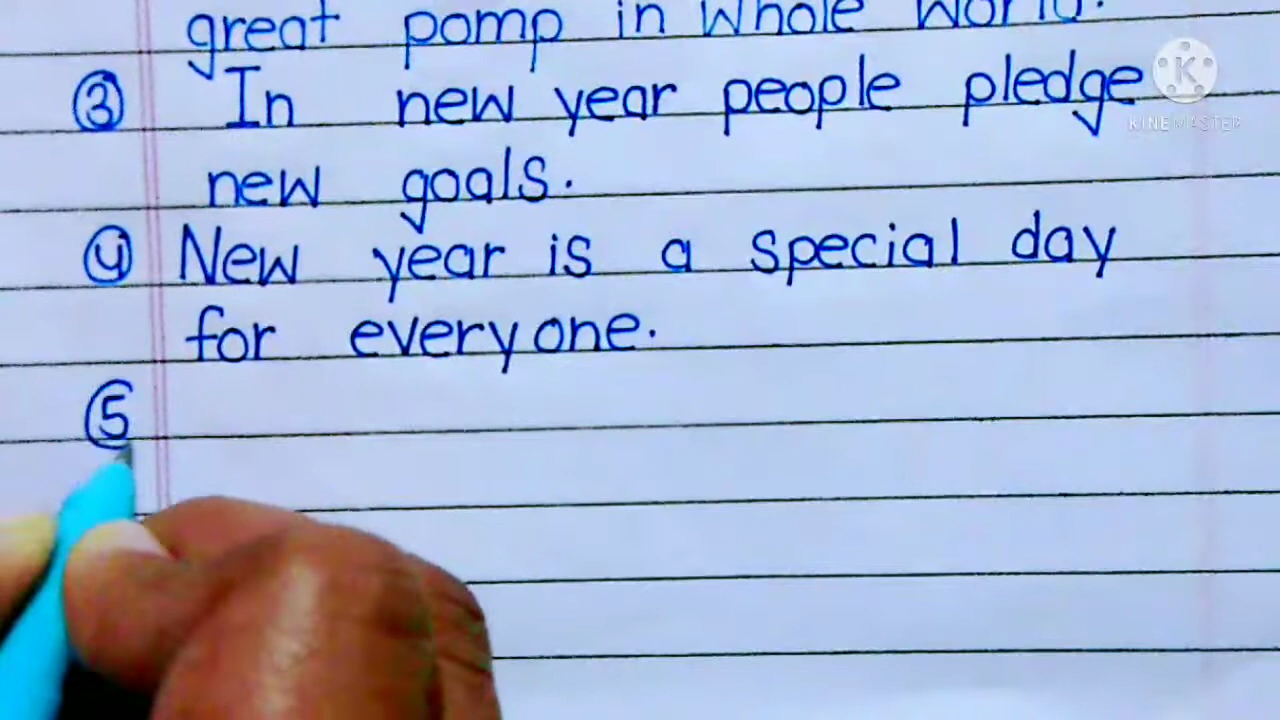 great pomp in whole world.
③ In new year people pledge
new goals.
④ New year is a special day
for everyone.
⑤
K
KINEMASTER